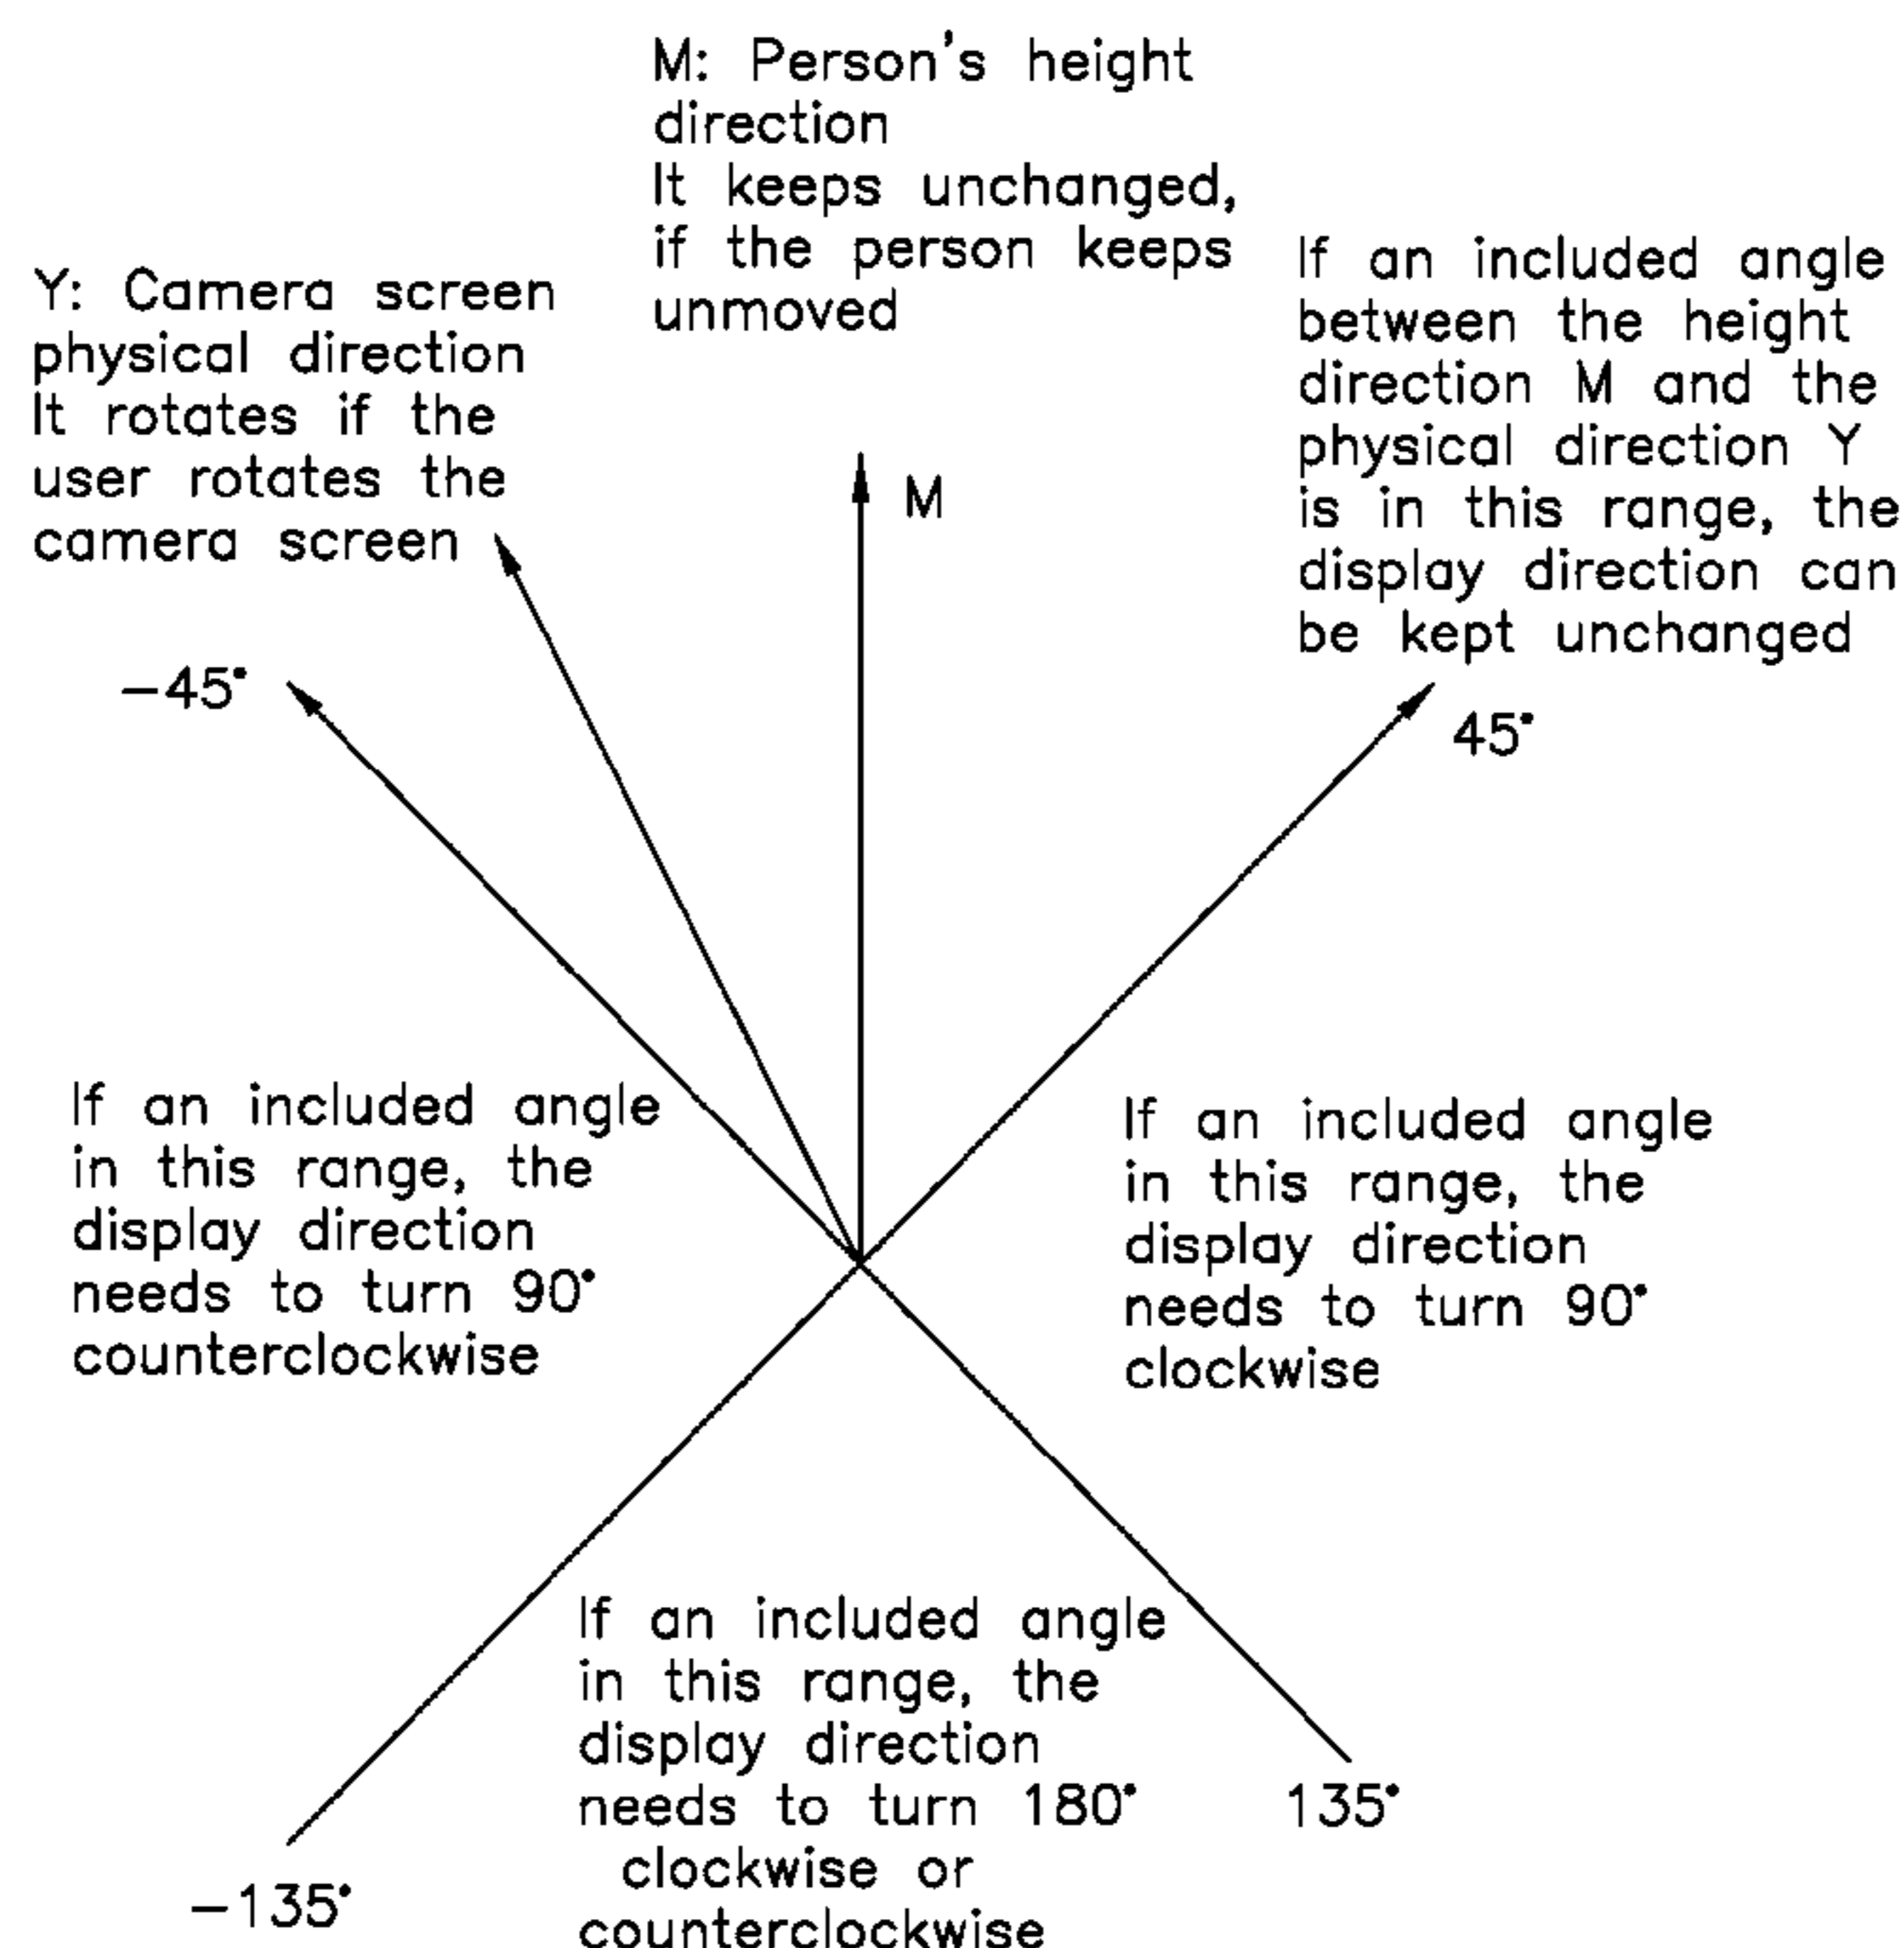 M: Person's height
direction
It keeps unchanged,
if the person keeps
unmoved
Y: Camera screen
physical direction
It rotates if the
user rotates the
camera screen
If an included angle
between the height
direction M and the
physical direction Y
is in this range, the
display direction can
be kept unchanged
M
-45°
45°
If an included angle
in this range, the
display direction
needs to turn 90°
counterclockwise
If an included angle
in this range, the
display direction
needs to turn 90°
clockwise
If an included angle
in this range, the
display direction
needs to turn 180°
clockwise or
counterclockwise
135°
-135°